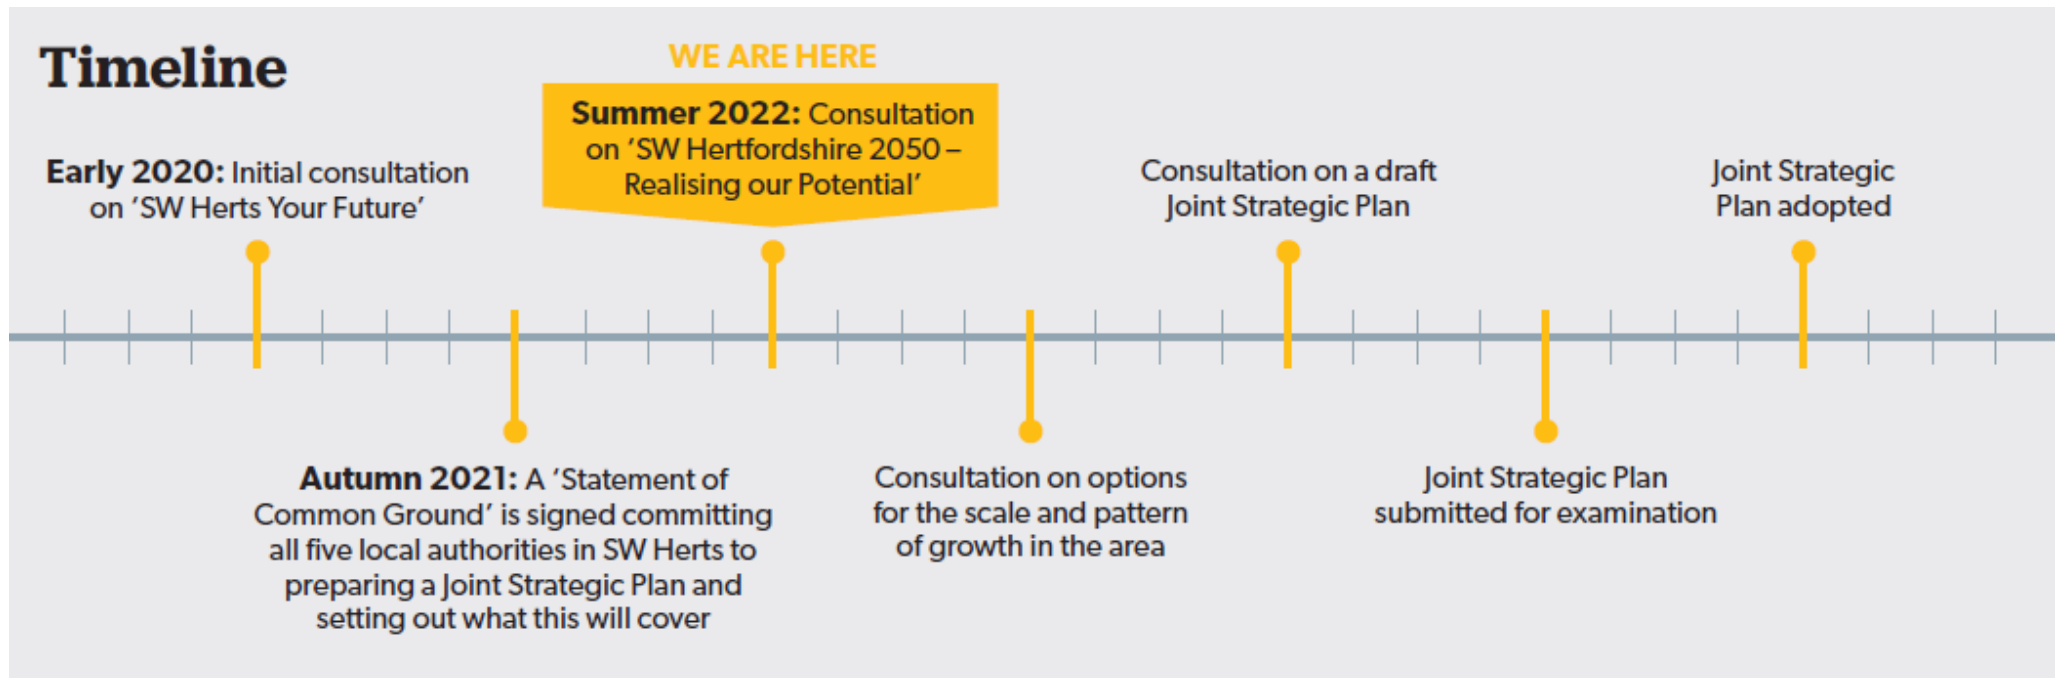 Timeline
WE ARE HERE
Early 2020: Initial consultation
on ‘SW Herts Your Future’
Summer 2022: Consultation
on ‘SW Hertfordshire 2050 –
Realising our Potential’
Consultation on a draft
Joint Strategic Plan
Joint Strategic
Plan adopted
Autumn 2021: A ‘Statement of
Common Ground’ is signed committing
all five local authorities in SW Herts to
preparing a Joint Strategic Plan and
setting out what this will cover
Consultation on options
for the scale and pattern
of growth in the area
Joint Strategic Plan
submitted for examination